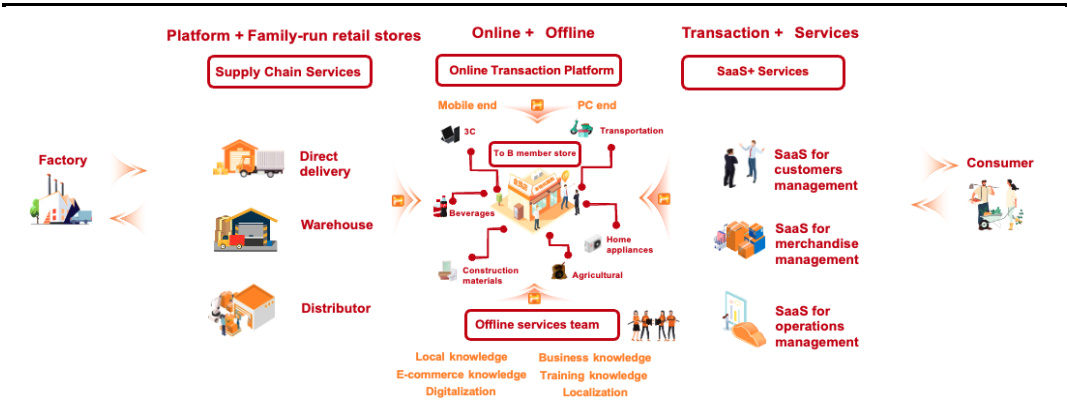 Platform + Family-run retail stores
Online + Offline
Transaction + Services
Supply Chain Services
Online Transaction Platform
SaaS+ Services
Mobile end
PC end
3C
Transportation
To B member store
Factory
Direct
delivery
SaaS for
customers
management
Consumer
Beverages
Warehouse
Home
appliances
SaaS for
merchandise
management
Construction
materials
Agricultural
Distributor
Offline services team
SaaS for
operations
management
Local knowledge
Business knowledge
E-commerce knowledge
Training knowledge
Digitalization
Localization